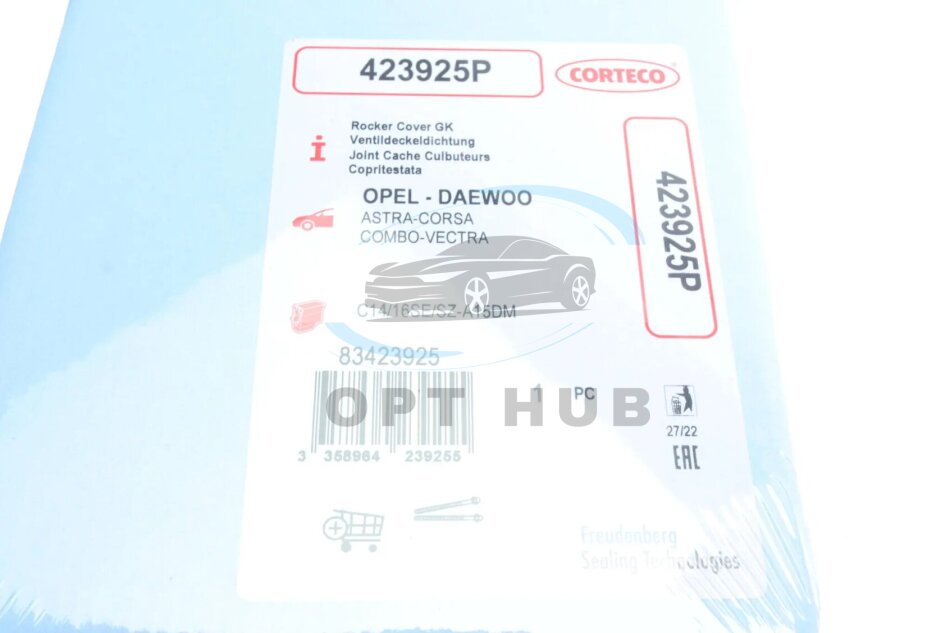 423925P
CORTECO
Rocker Cover GK
Ventildeckeldichtung
Joint Cache Culbuteurs
Copritestata
423925P
OPEL - DAEWOO
ASTRA-CORSA
COMBO-VECTRA
C14/16SE/SZ-A15DM
83423925
1 PC
OPT HUB
27/22
3 358964 239255
EAC
Freudenberg
Sealing Technologies